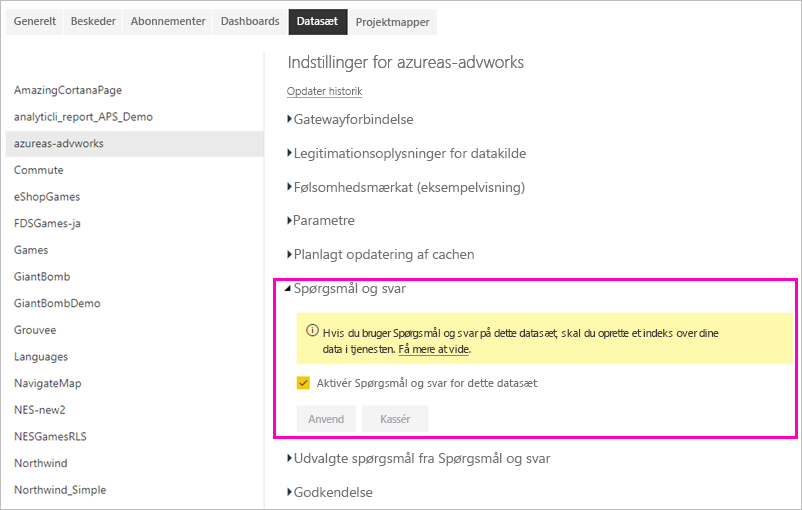 Generelt Beskeder Abonnementer Dashboards Datasæt Projektmapper
AmazingCortanaPage
analyticli_report_APS_Demo
azureas-advworks
Commute
eShopGames
FDSGames-ja
Games
GiantBomb
GiantBombDemo
Grouvee
Languages
NavigateMap
NES-new2
NESGamesRLS
Northwind
Northwind_Simple
Indstillinger for azureas-advworks
Opdater historik
Gatewayforbindelse
Legitimationsoplysninger for datakilde
Følsomhedsmærkat (eksempelvisning)
Parametre
Planlagt opdatering af cachen
Spørgsmål og svar
Hvis du bruger Spørgsmål og svar på dette datasæt, skal du oprette et indeks over dine
data i tjenesten. Få mere at vide.
Aktivér Spørgsmål og svar for dette datasæt
Anvend Kassér
Udvalgte spørgsmål fra Spørgsmål og svar
Godkendelse